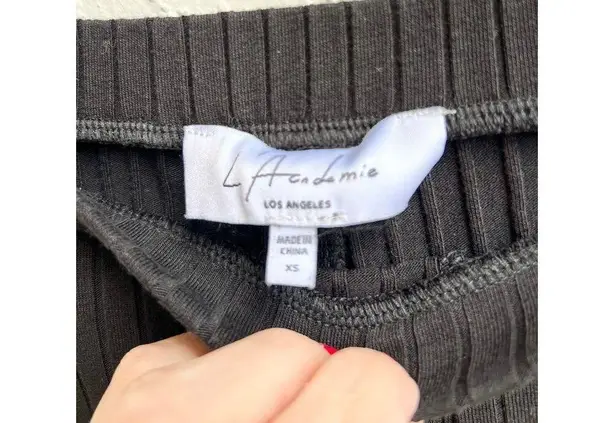 L'Academie
LOS ANGELES
MADE IN
CHINA
XS